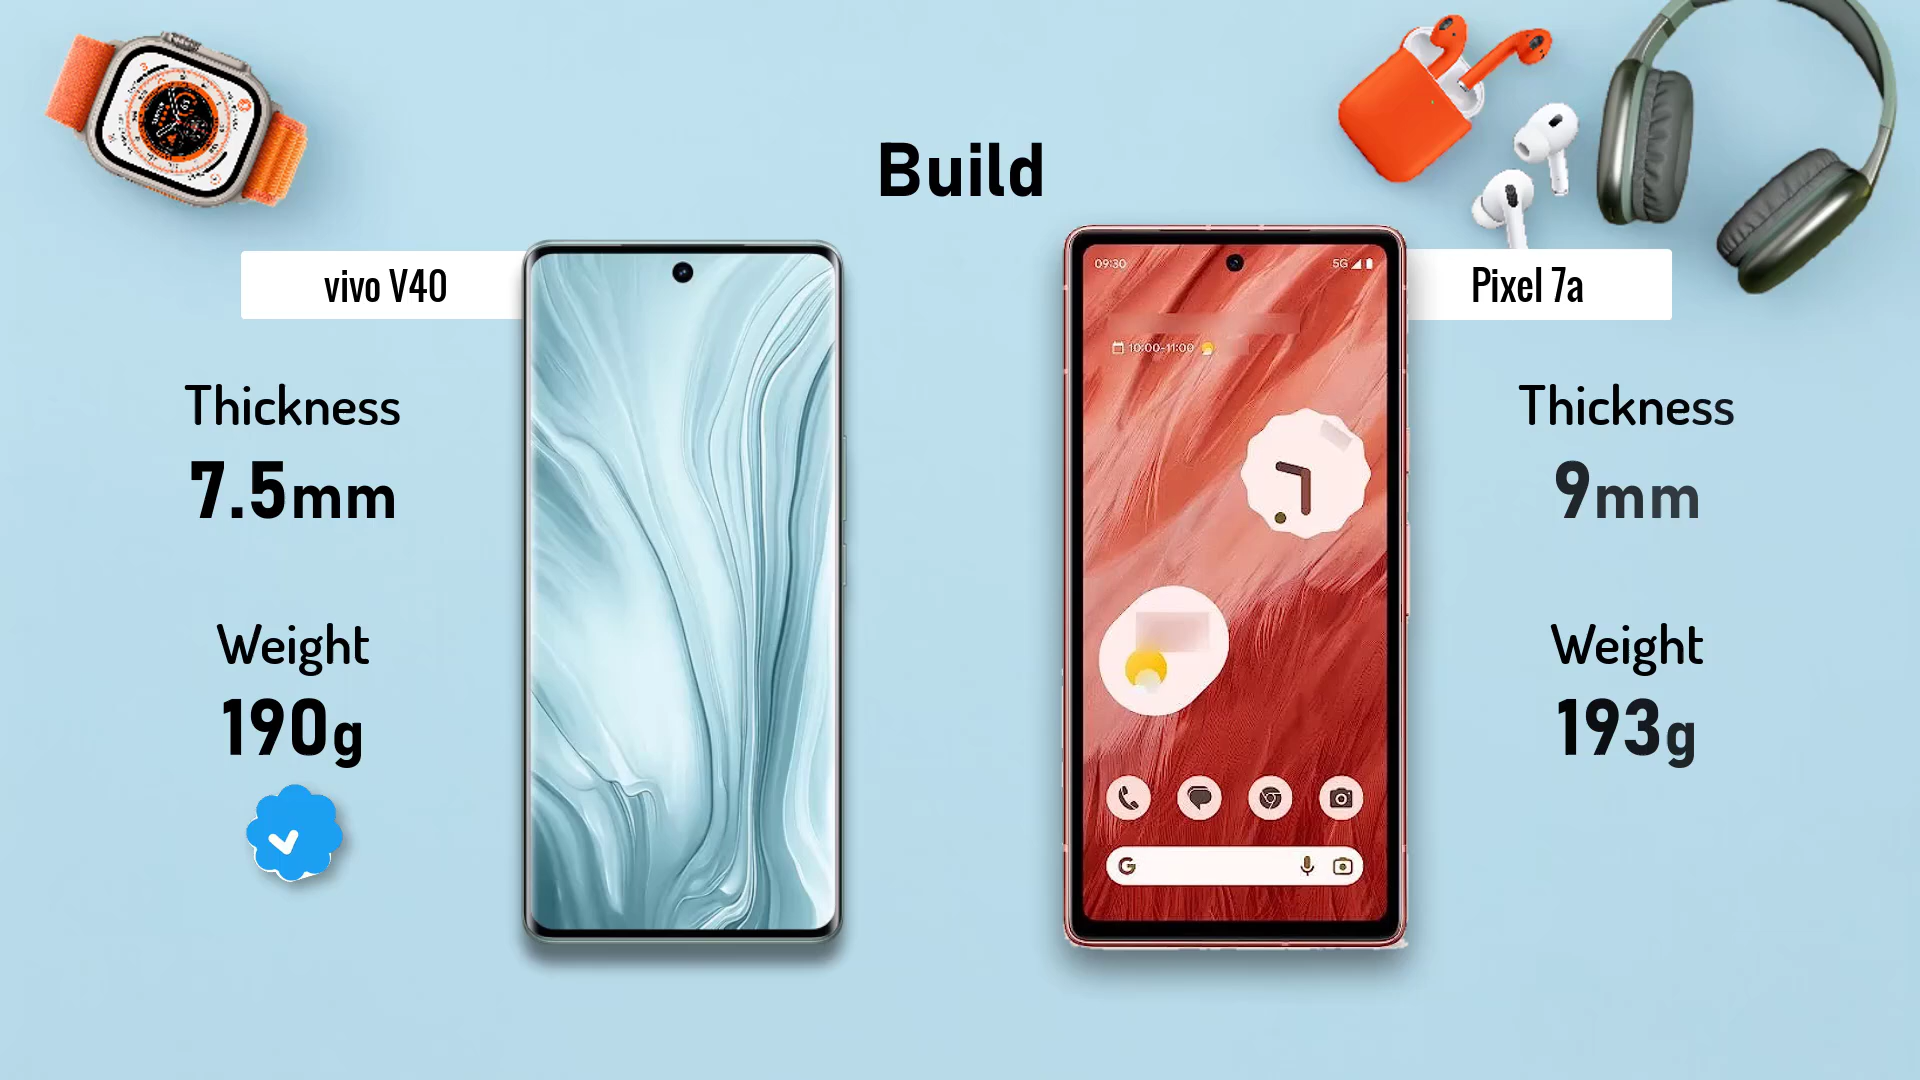 Build
vivo V40
Thickness
7.5mm
Weight
190g
09:30
5G
10:00-11:00
G
Pixel 7a
Thickness
9mm
Weight
193g